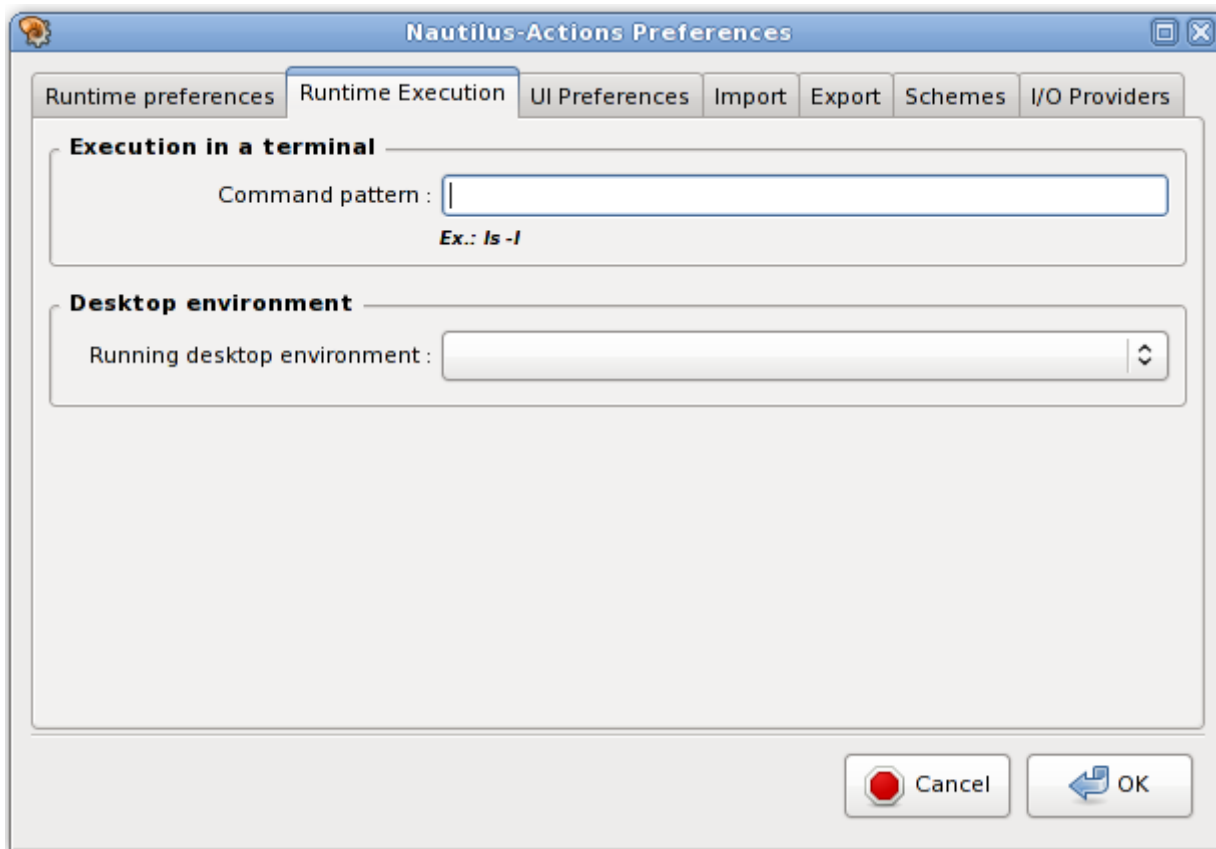 Nautilus-Actions Preferences
Runtime preferences Runtime Execution UI Preferences Import Export Schemes I/O Providers
Execution in a terminal
Command pattern :
Ex.: ls -l
Desktop environment
Running desktop environment :
Cancel OK